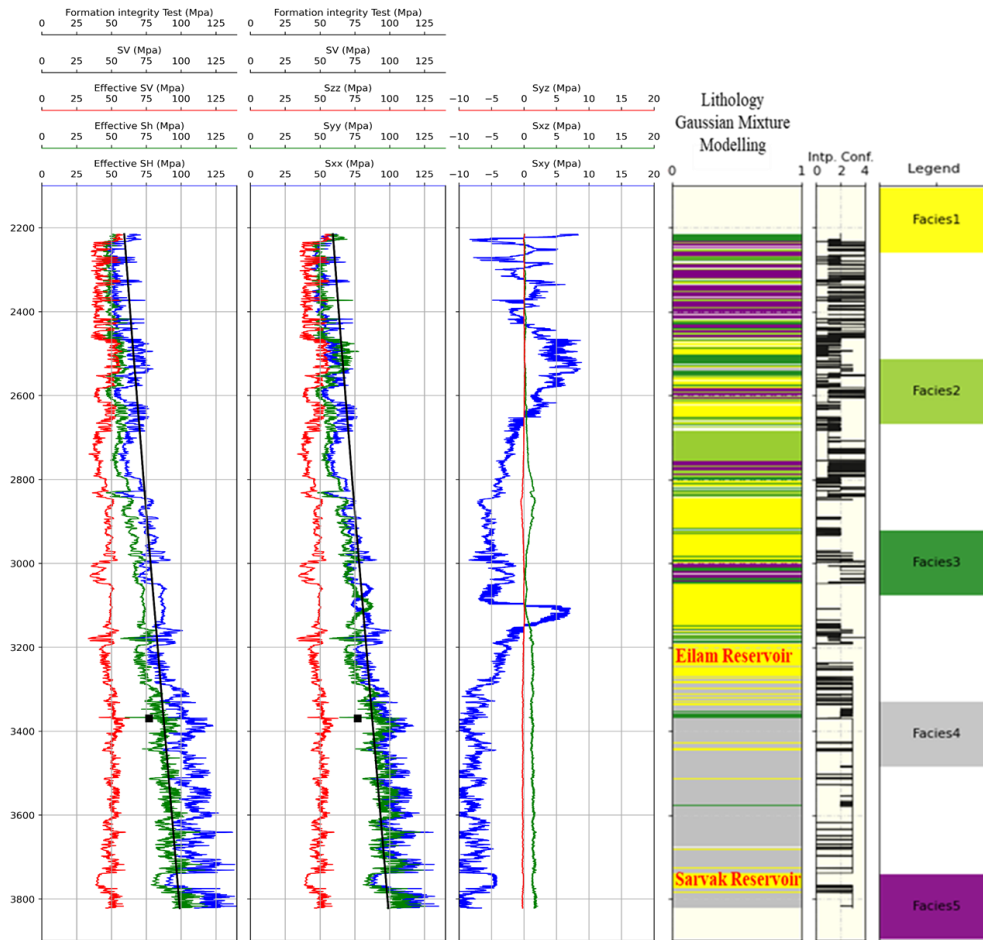 Formation integrity Test (Mpa)
0 25 50 75 100 125
SV (Mpa)
0 25 50 75 100 125
Effective SV (Mpa)
0 25 50 75 100 125
Effective Sh (Mpa)
0 25 50 75 100 125
Effective SH (Mpa)
0 25 50 75 100 125
Formation integrity Test (Mpa)
0 25 50 75 100 125
SV (Mpa)
0 25 50 75 100 125
Szz (Mpa)
0 25 50 75 100 125
Syy (Mpa)
0 25 50 75 100 125
Sxx (Mpa)
0 25 50 75 100 125
Syz (Mpa)
−10 −5 0 5 10 15 20
Sxz (Mpa)
−10 −5 0 5 10 15 20
Sxy (Mpa)
−10 −5 0 5 10 15 20
Lithology
Gaussian Mixture
Modelling
0 1
Intp. Conf.
0 2 4
Legend
2200
2400
2600
2800
3000
3200
3400
3600
3800
Eilam Reservoir
Sarvak Reservoir
Facies1
Facies2
Facies3
Facies4
Facies5